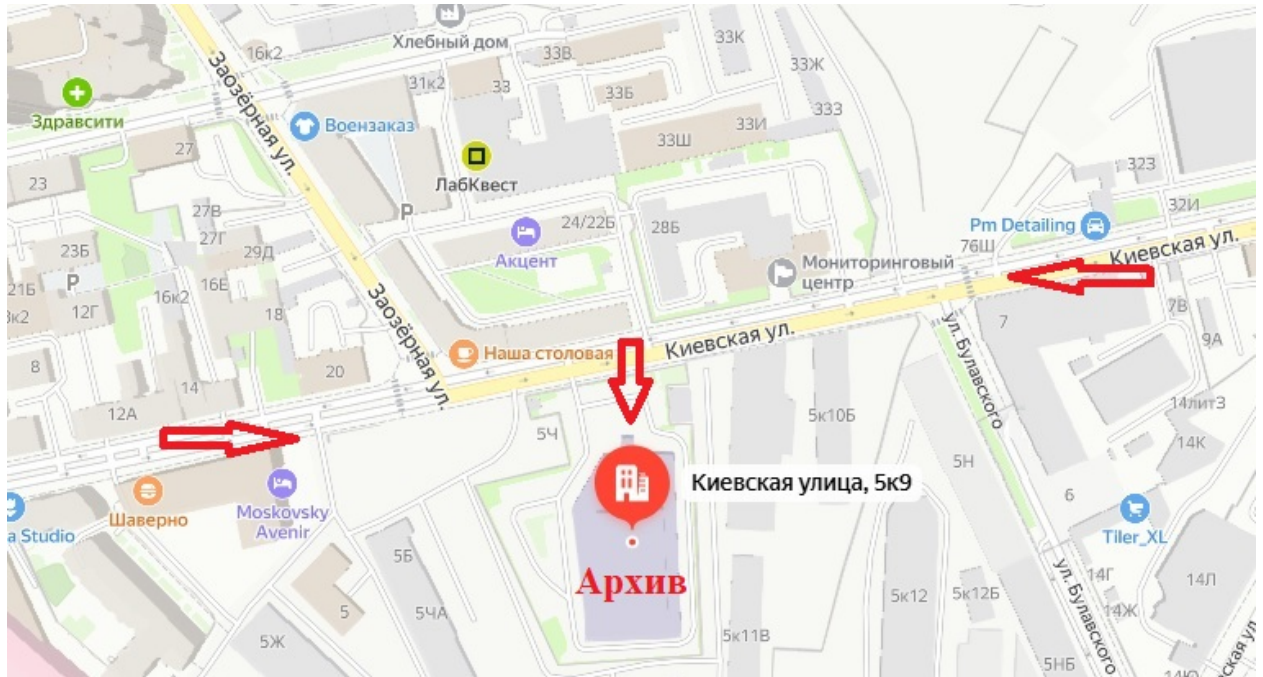 Хлебный дом
16к2
33В
33К
31к2
33
33Б
33Ж
333
33И
33Ш
Здравсити
Заозёрная ул.
Воензаказ
27
23
ЛабКвест
323
32И
27В
27Г
29Д
23Б
P
P
24/22Б
28Б
Акцент
Pm Detailing
76Ш
Киевская ул.
Мониторинговый
центр
21Б
12Г
16к2
16Е
18
Заозёрная ул.
Наша столовая
Киевская ул.
7
7В
9А
8
20
14
12А
ул. Булавского
5Ч
5к10Б
14литЗ
14К
5Н
6
Киевская улица, 5к9
Шаверно
Moskovsky
Avenir
a Studio
Tiler_XL
5Б
Архив
5
5ЧА
5Ж
5к12
5к12Б
5к11В
ул. Булавского
14Г
14Ж
14Л
5НБ
14Ю
ская ул